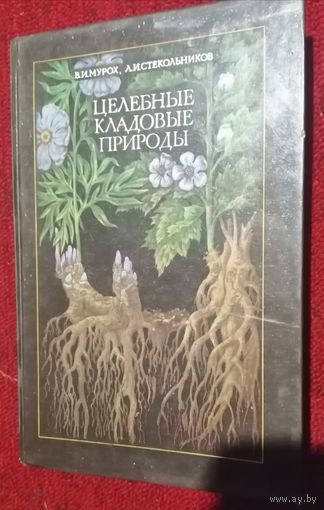 В.И.МУРОХ, Л.И.СТЕКОЛЬНИКОВ
ЦЕЛЕБНЫЕ
КЛАДОВЫЕ
ПРИРОДЫ
www.ay.by